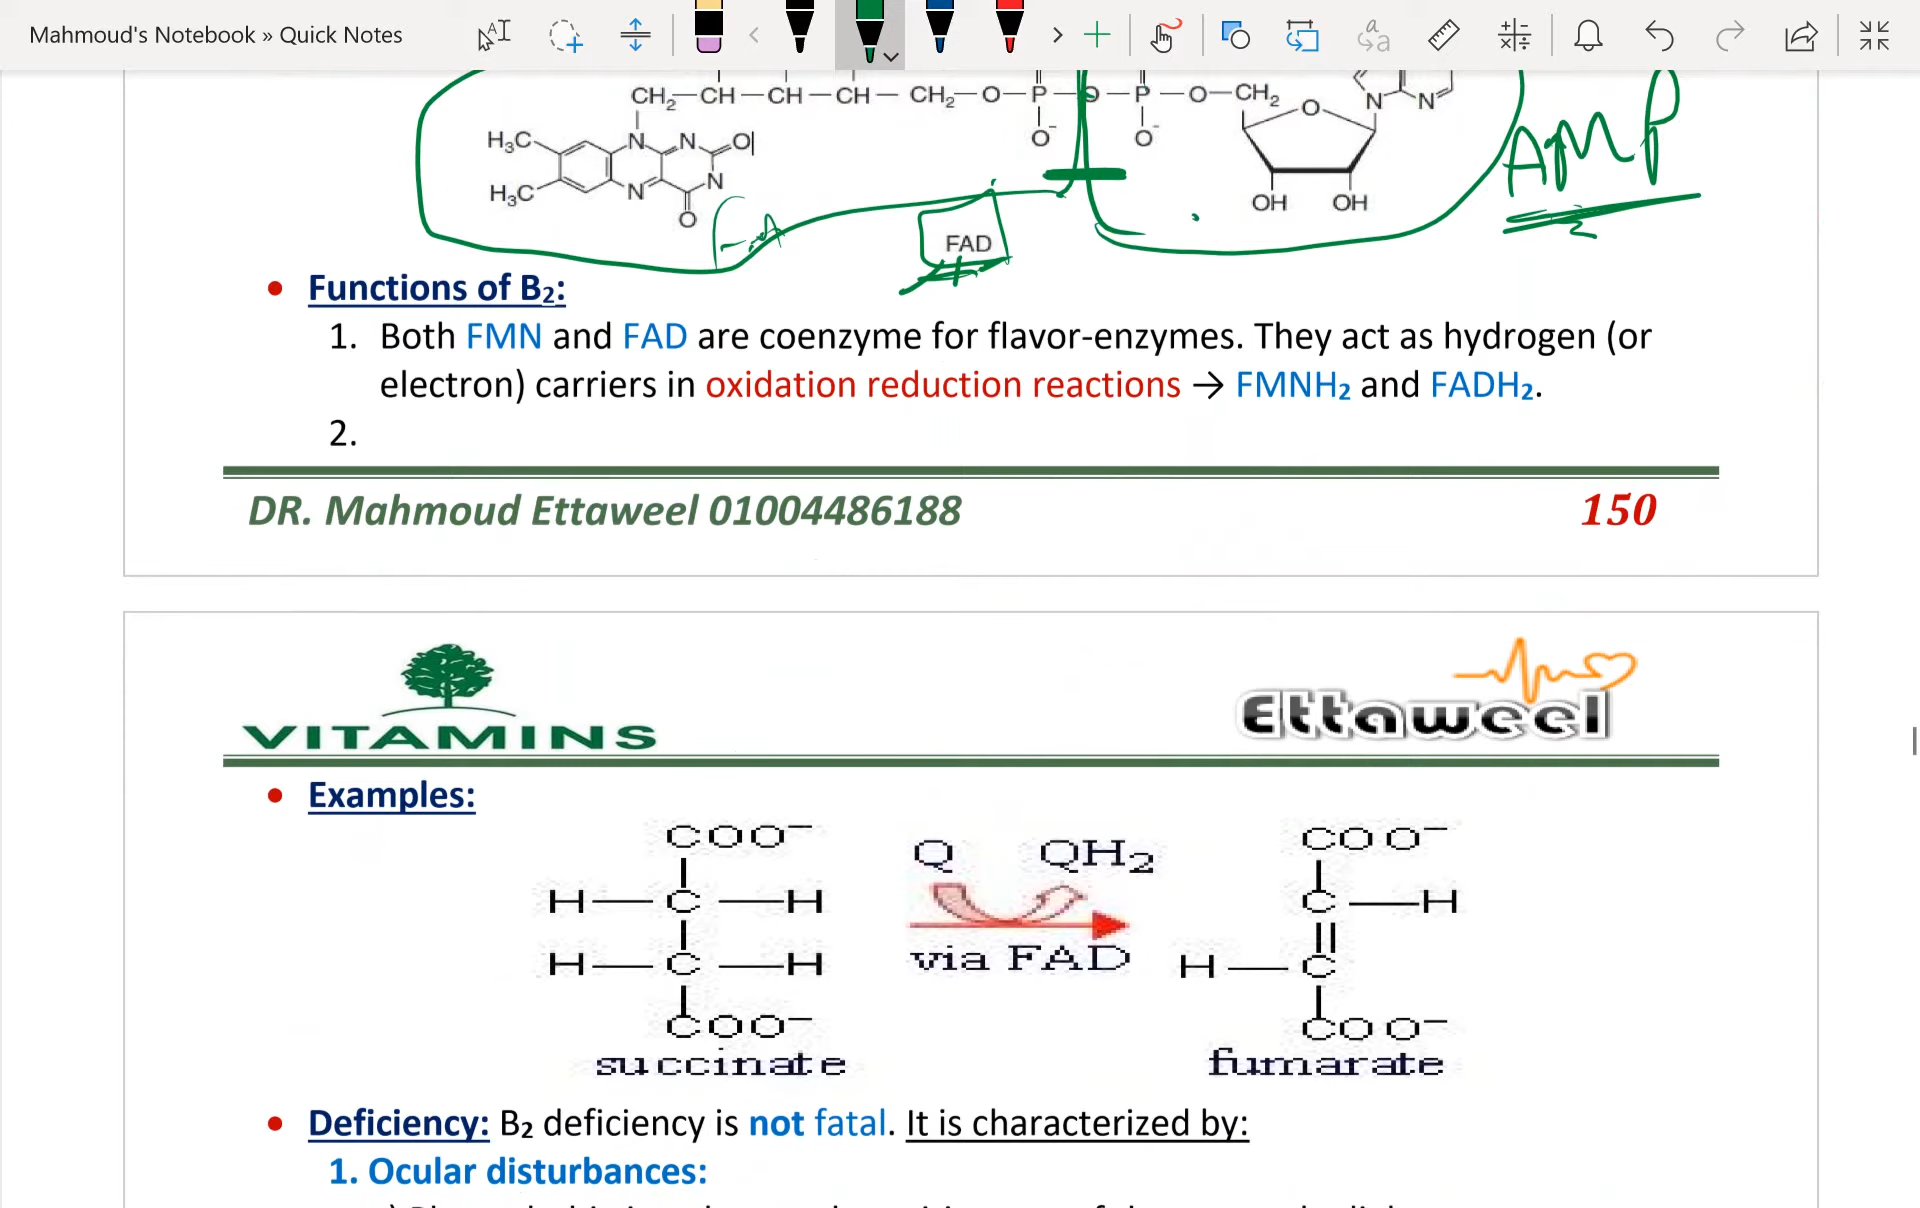 Mahmoud's Notebook » Quick Notes
CH₂—CH—CH—CH—CH₂—O—P—O—P—O—CH₂
O
N
N
O⁻
O⁻
AMP
H₃C
N
N
O
N
H₃C
N
O
OH
OH
FAD
• Functions of B₂:
1. Both FMN and FAD are coenzyme for flavor-enzymes. They act as hydrogen (or
electron) carriers in oxidation reduction reactions → FMNH₂ and FADH₂.
2.
DR. Mahmoud Ettaweel 01004486188
150
VITAMINS
Ettaweel
• Examples:
COO⁻
Q QH₂
COO⁻
H—C—H
C—H
H—C—H
via FAD
H—C
COO⁻
COO⁻
succinate
fumarate
• Deficiency: B₂ deficiency is not fatal. It is characterized by:
1. Ocular disturbances: